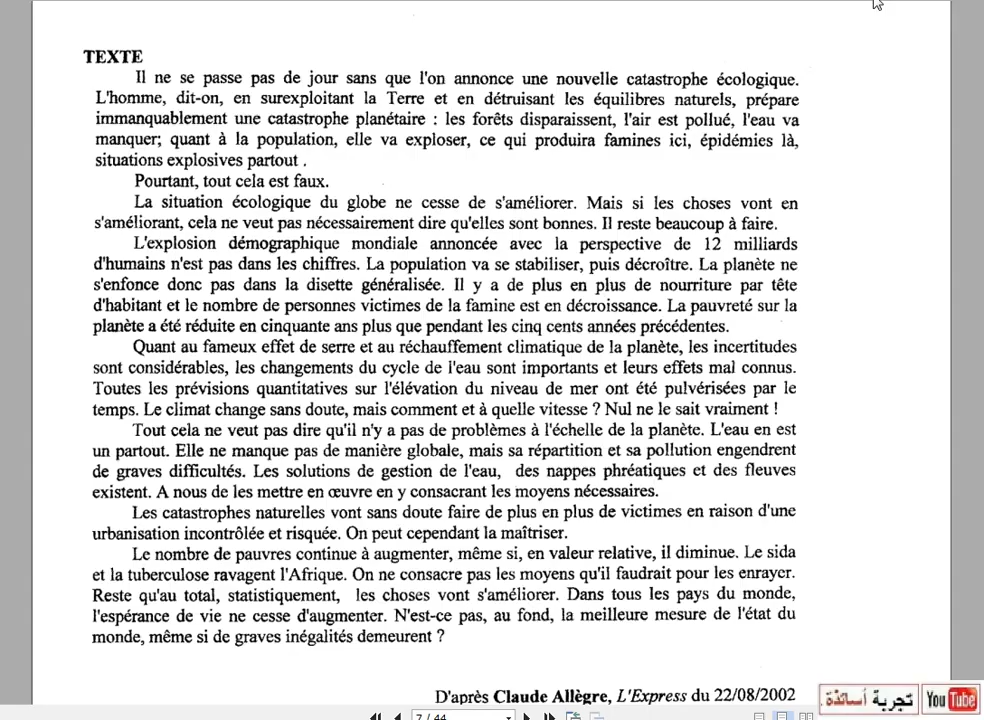 TEXTE
Il ne se passe pas de jour sans que l'on annonce une nouvelle catastrophe écologique.
L'homme, dit-on, en surexploitant la Terre et en détruisant les équilibres naturels, prépare
immanquablement une catastrophe planétaire : les forêts disparaissent, l'air est pollué, l'eau va
manquer; quant à la population, elle va exploser, ce qui produira famines ici, épidémies là,
situations explosives partout .
Pourtant, tout cela est faux.
La situation écologique du globe ne cesse de s'améliorer. Mais si les choses vont en
s'améliorant, cela ne veut pas nécessairement dire qu'elles sont bonnes. Il reste beaucoup à faire.
L'explosion démographique mondiale annoncée avec la perspective de 12 milliards
d'humains n'est pas dans les chiffres. La population va se stabiliser, puis décroître. La planète ne
s'enfonce donc pas dans la disette généralisée. Il y a de plus en plus de nourriture par tête
d'habitant et le nombre de personnes victimes de la famine est en décroissance. La pauvreté sur la
planète a été réduite en cinquante ans plus que pendant les cinq cents années précédentes.
Quant au fameux effet de serre et au réchauffement climatique de la planète, les incertitudes
sont considérables, les changements du cycle de l'eau sont importants et leurs effets mal connus.
Toutes les prévisions quantitatives sur l'élévation du niveau de mer ont été pulvérisées par le
temps. Le climat change sans doute, mais comment et à quelle vitesse ? Nul ne le sait vraiment !
Tout cela ne veut pas dire qu'il n'y a pas de problèmes à l'échelle de la planète. L'eau en est
un partout. Elle ne manque pas de manière globale, mais sa répartition et sa pollution engendrent
de graves difficultés. Les solutions de gestion de l'eau, des nappes phréatiques et des fleuves
existent. A nous de les mettre en œuvre en y consacrant les moyens nécessaires.
Les catastrophes naturelles vont sans doute faire de plus en plus de victimes en raison d'une
urbanisation incontrôlée et risquée. On peut cependant la maîtriser.
Le nombre de pauvres continue à augmenter, même si, en valeur relative, il diminue. Le sida
et la tuberculose ravagent l'Afrique. On ne consacre pas les moyens qu'il faudrait pour les enrayer.
Reste qu'au total, statistiquement, les choses vont s'améliorer. Dans tous les pays du monde,
l'espérance de vie ne cesse d'augmenter. N'est-ce pas, au fond, la meilleure mesure de l'état du
monde, même si de graves inégalités demeurent ?
D'après Claude Allègre, L'Express du 22/08/2002
تجربة أساتذة.
YouTube
7 / 44